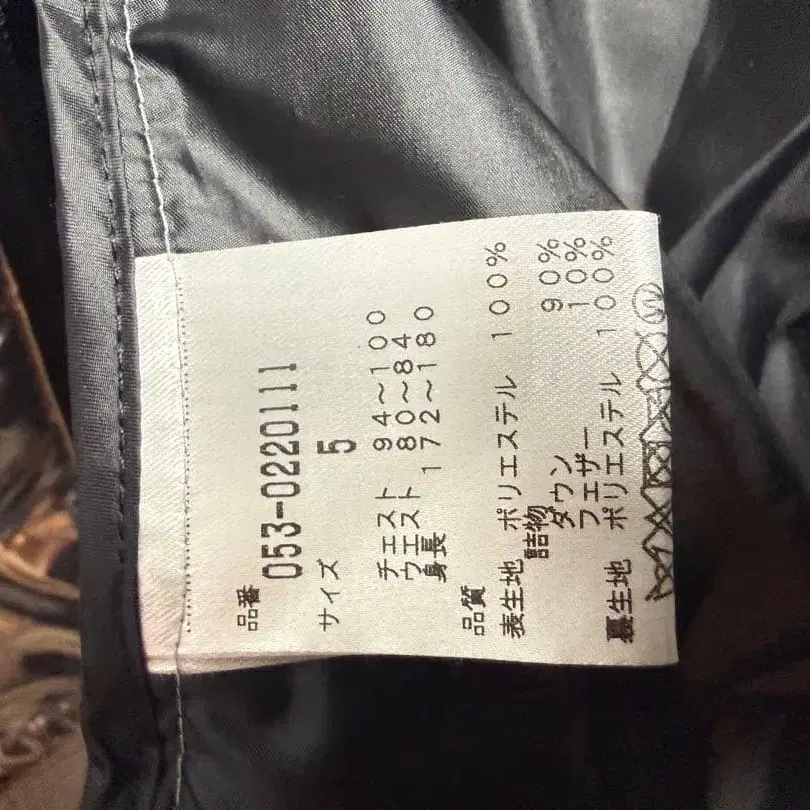 品番
053-0220111
サイズ 5
チェスト 94～100
ウエスト 80～84
身長 172～180
品質
表生地 ポリエステル 100%
詰物
ダウン 90%
フェザー 10%
裏生地 ポリエステル 100%